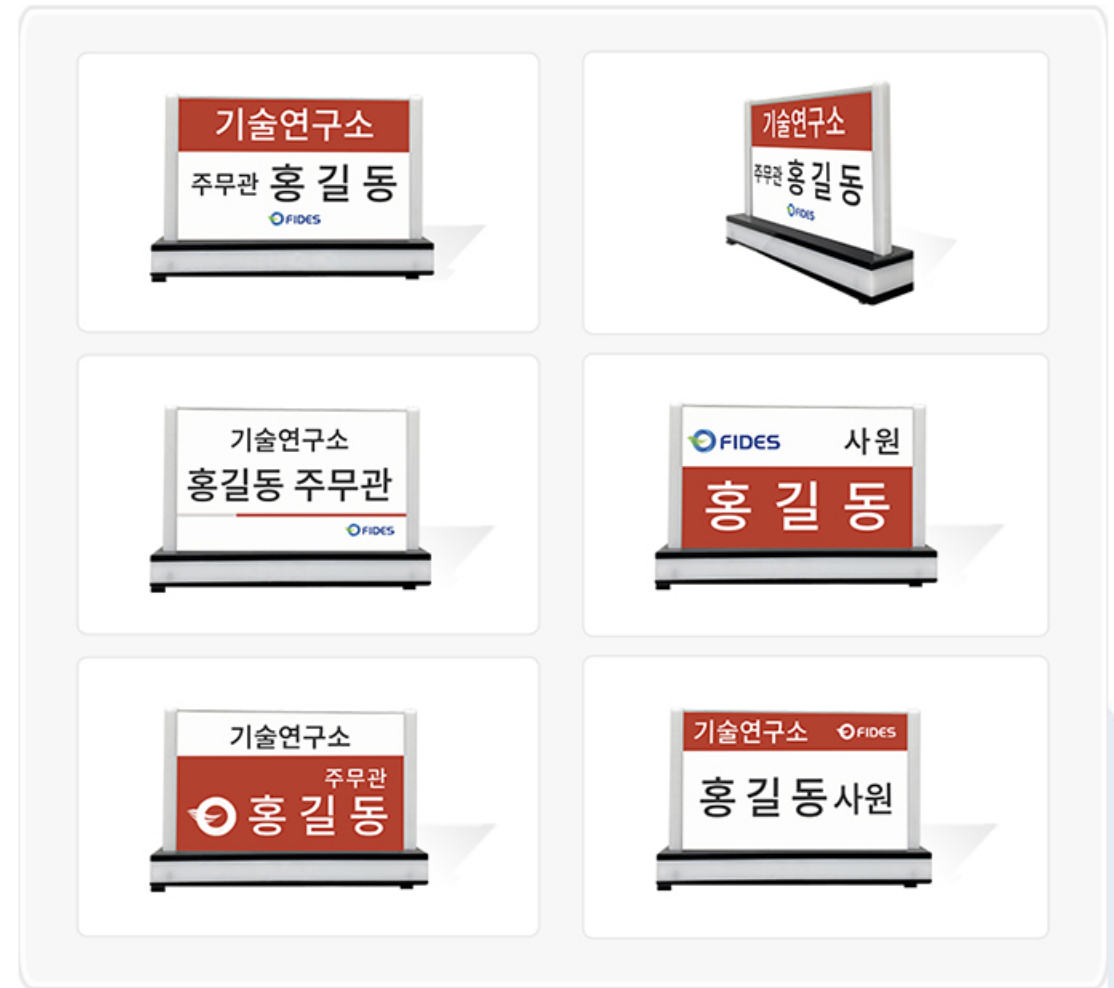 기술연구소
주무관 홍길동
FIDES
기술연구소
주무관 홍길동
FIDES
기술연구소
홍길동 주무관
FIDES
FIDES 사원
홍길동
기술연구소
주무관
홍길동
기술연구소 FIDES
홍길동 사원